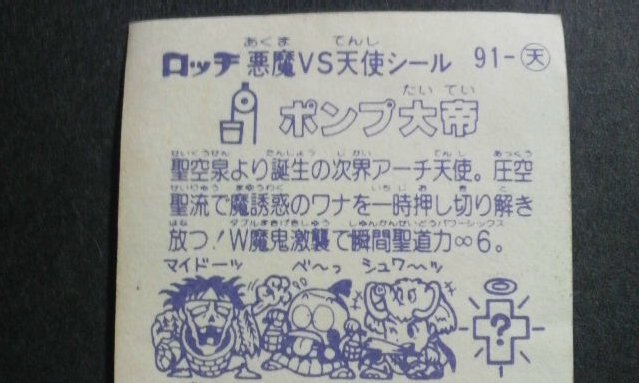 あくま てんし
ロッチ 悪魔VS天使シール 91-天
たいてい
ポンプ大帝
せいくうせん たんじょう じかい てんし あっくう
聖空泉より誕生の次界アーチ天使。圧空
せいりゅう まゆうわく いちじ お き と
聖流で魔誘惑のワナを一時押し切り解き
はな ダブルまきげきしゅう しゅんかんせいどうパワーシックス
放つ!W魔鬼激襲で瞬間聖道力∞6。
マイドーッ べ〜っ シュワ〜ッ
?